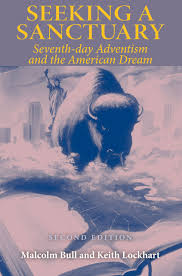 SEEKING A
SANCTUARY
Seventh-day Adventism
and the American Dream
SECOND EDITION
Malcolm Bull and Keith Lockhart